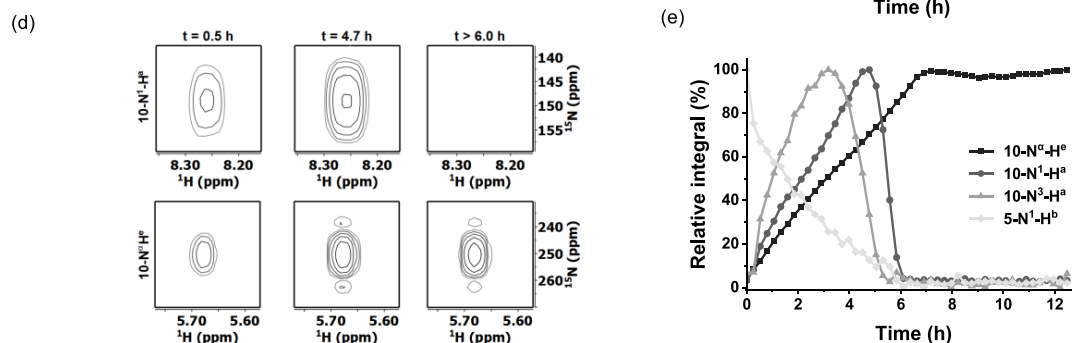 (d)
t = 0.5 h t = 4.7 h t > 6.0 h
10-N¹-Hᵃ
140
145
150
155
¹⁵N (ppm)
8.30 8.20 8.30 8.20 8.30 8.20
¹H (ppm) ¹H (ppm) ¹H (ppm)
10-NᵅHᵉ
240
250
260
¹⁵N (ppm)
5.70 5.60 5.70 5.60 5.70 5.60
¹H (ppm) ¹H (ppm) ¹H (ppm)
(e)
Time (h)
Relative integral (%)
100
80
60
40
20
0
10-Nᵅ-Hᵉ
10-N¹-Hᵃ
10-N³-Hᵃ
5-N¹-Hᵇ
0 2 4 6 8 10 12
Time (h)